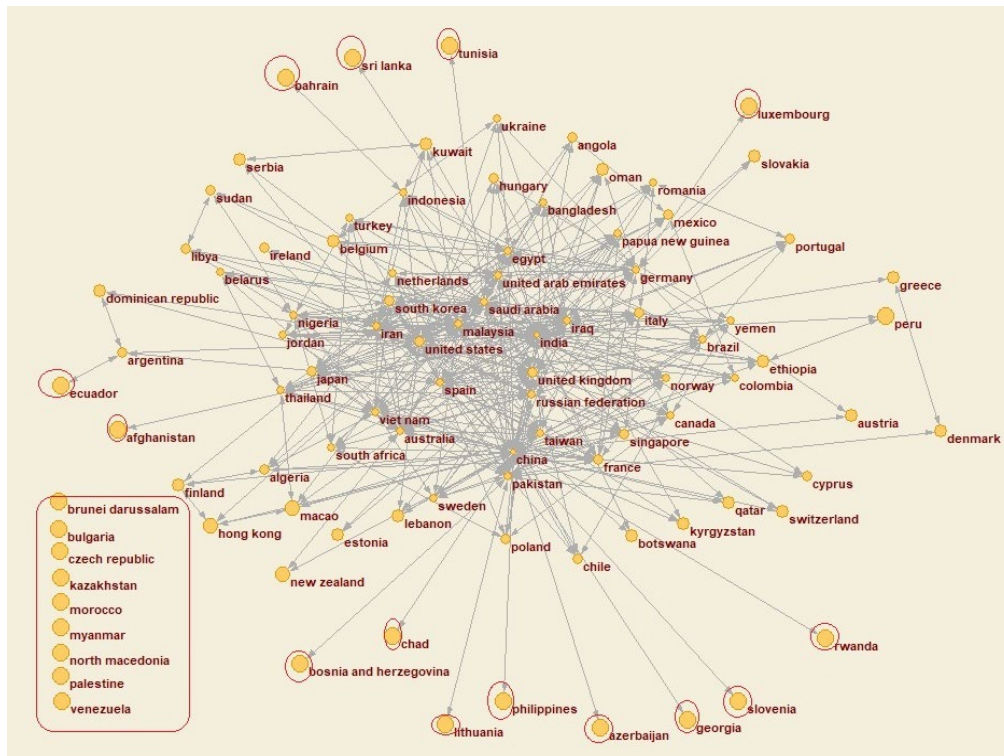 tunisia
sri lanka
bahrain
luxembourg
ukraine
angola
kuwait
slovakia
serbia
oman
hungary
romania
sudan
indonesia
bangladesh
mexico
turkey
papua new guinea
belgium
portugal
libya
ireland
egypt
germany
belarus
netherlands
united arab emirates
greece
dominican republic
south korea
saudi arabia
nigeria
iran
malaysia
iraq
italy
yemen
peru
jordan
united states
india
brazil
argentina
ethiopia
japan
united kingdom
norway
colombia
ecuador
thailand
spain
russian federation
viet nam
canada
austria
afghanistan
australia
taiwan
singapore
denmark
south africa
china
france
algeria
pakistan
cyprus
finland
sweden
brunei darussalam
macao
qatar
switzerland
hong kong
lebanon
kyrgyzstan
bulgaria
estonia
poland
botswana
czech republic
chile
new zealand
kazakhstan
morocco
myanmar
chad
rwanda
north macedonia
bosnia and herzegovina
palestine
philippines
slovenia
venezuela
lithuania
azerbaijan
georgia